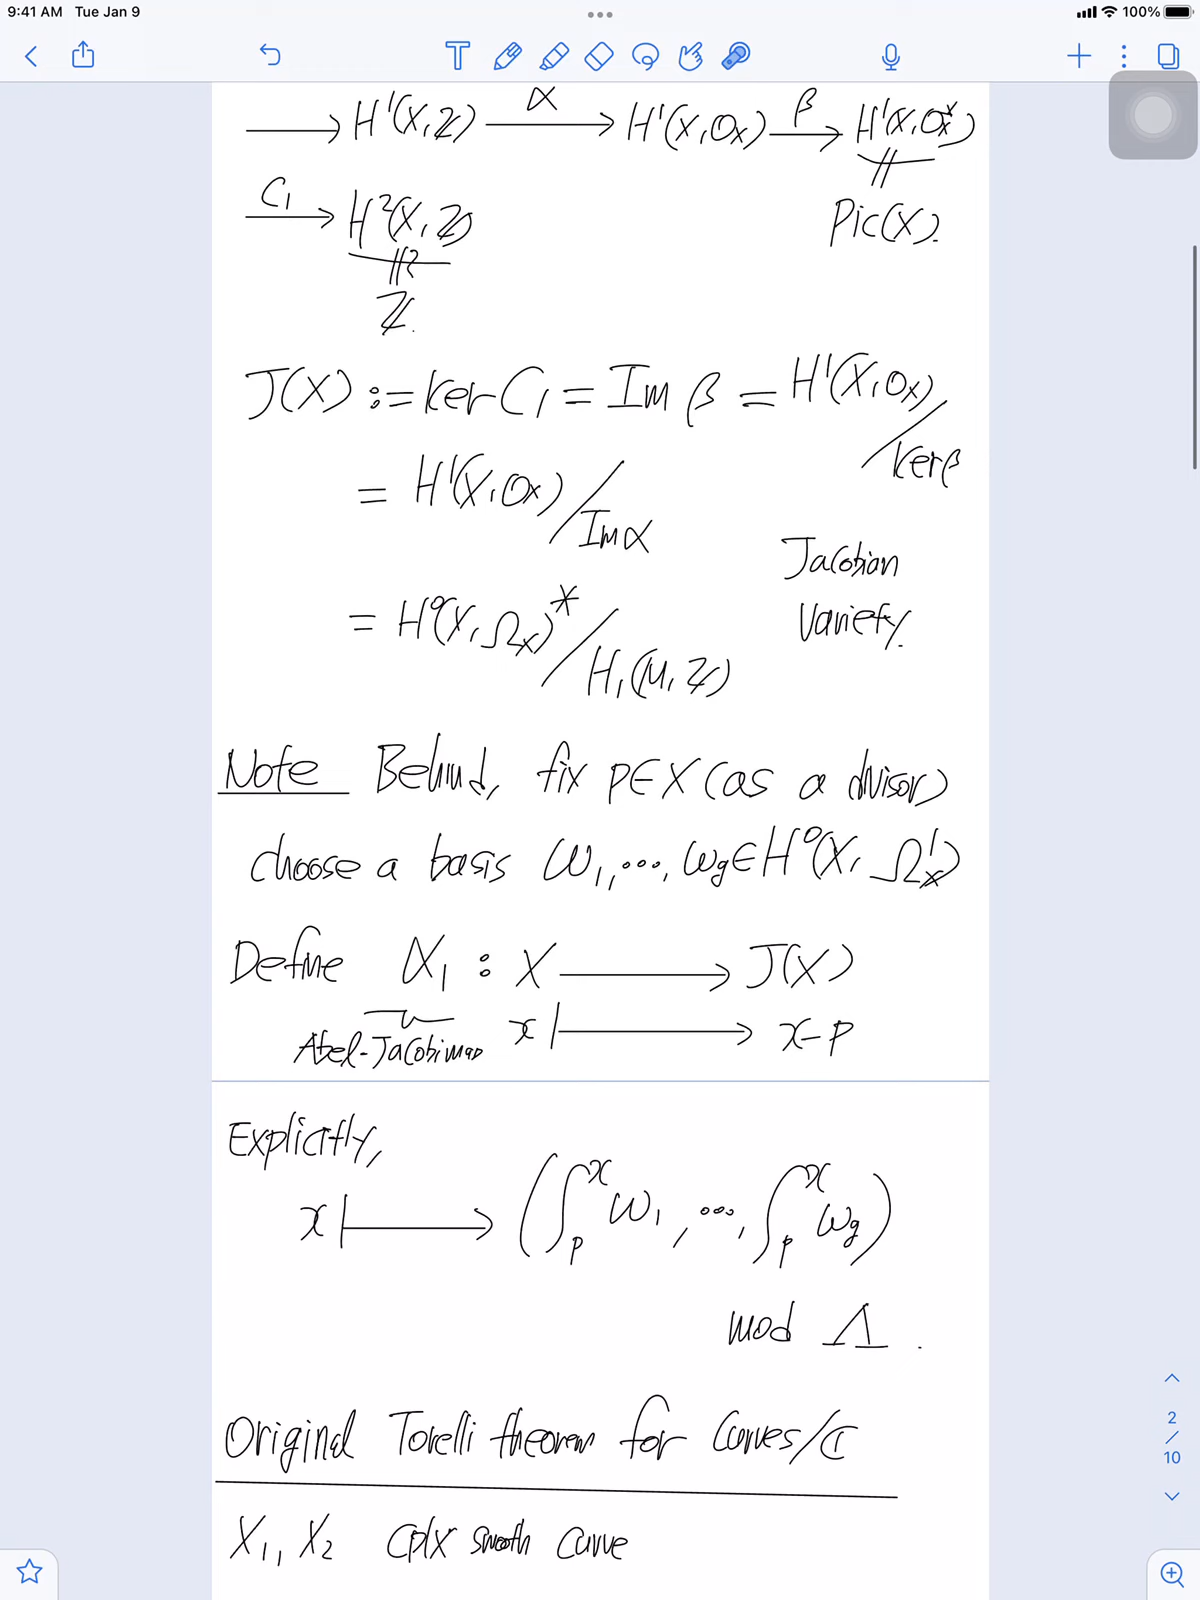 9:41 AM Tue Jan 9 100%
→ H¹(X, ℤ) —α→ H¹(X, O_X) —β→ H¹(X, O_X^*)
—C₁→ H²(X, ℤ) Pic(X).
ℤ.
J(X) := ker C₁ = Im β = H¹(X, O_X) / ker β
= H¹(X, O_X) / Im α
Jacobian
= H⁰(X, Ω_X)^* / H₁(M, ℤ) Variety.
Note Behind, fix p∈X (as a divisor)
choose a basis ω₁, ..., ω_g ∈ H⁰(X, Ω_X¹)
Define α₁ : X ⟶ J(X)
Abel-Jacobi map x ⟼ x-p
Explicitly,
x ⟼ (∫_p^x ω₁, ..., ∫_p^x ω_g)
mod Λ.
Original Torelli theorem for Curves/ℂ
X₁, X₂ cplx smooth curve
2
/
10